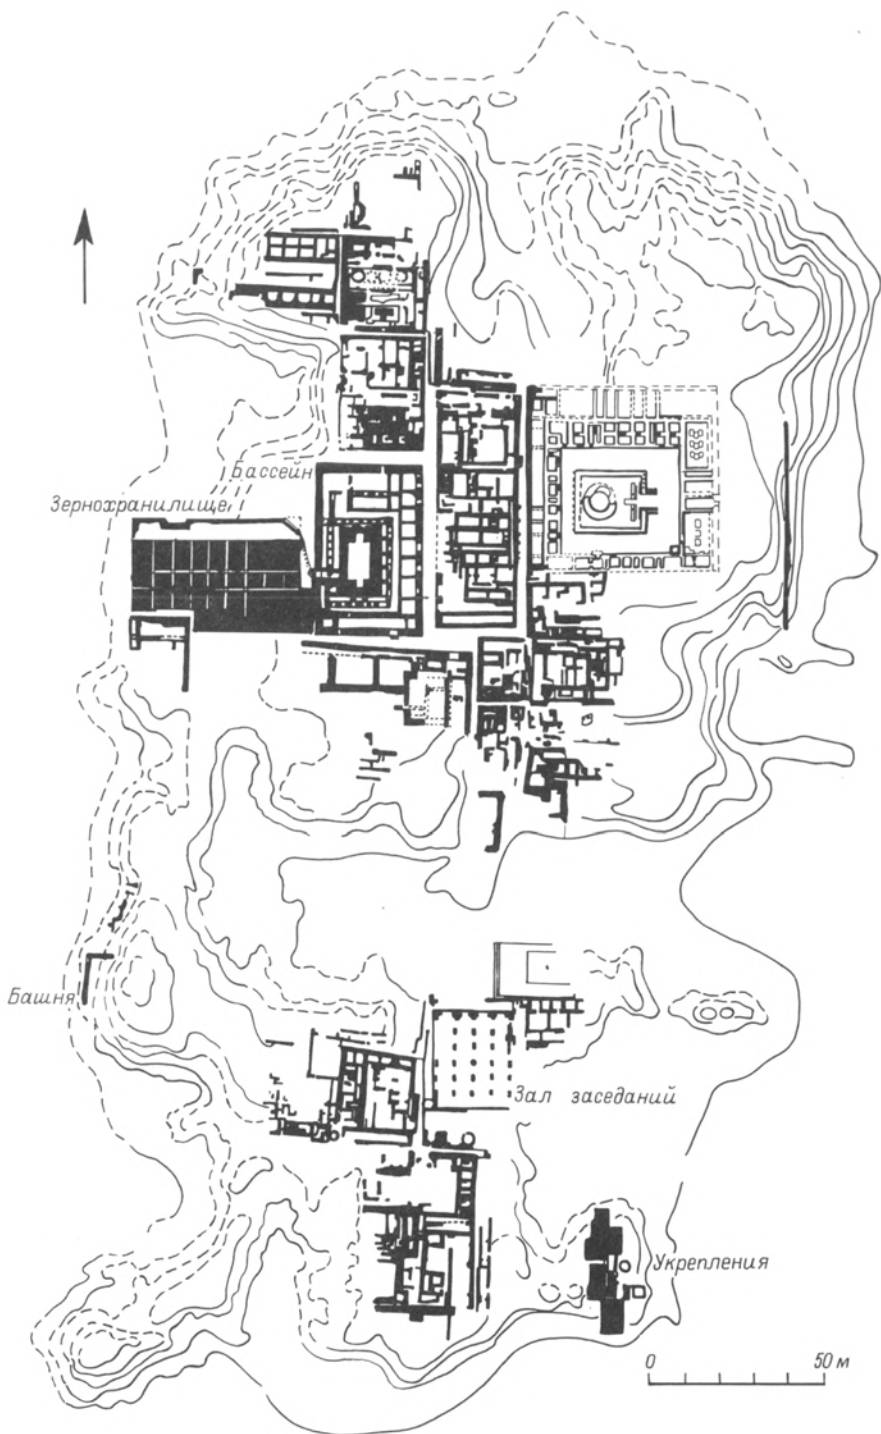 Бассейн
Зернохранилище
Башня
Зал заседаний
Укрепления
0 50 м